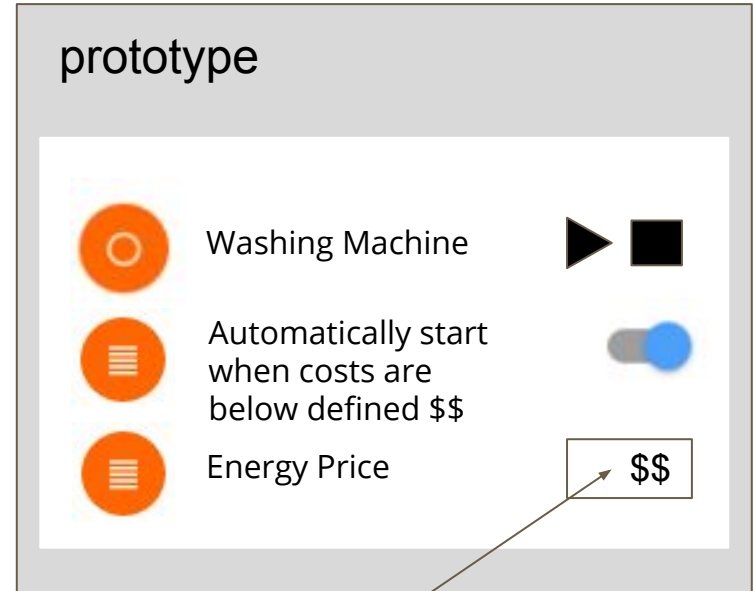 prototype
Washing Machine
Automatically start
when costs are
below defined $$
Energy Price
$$